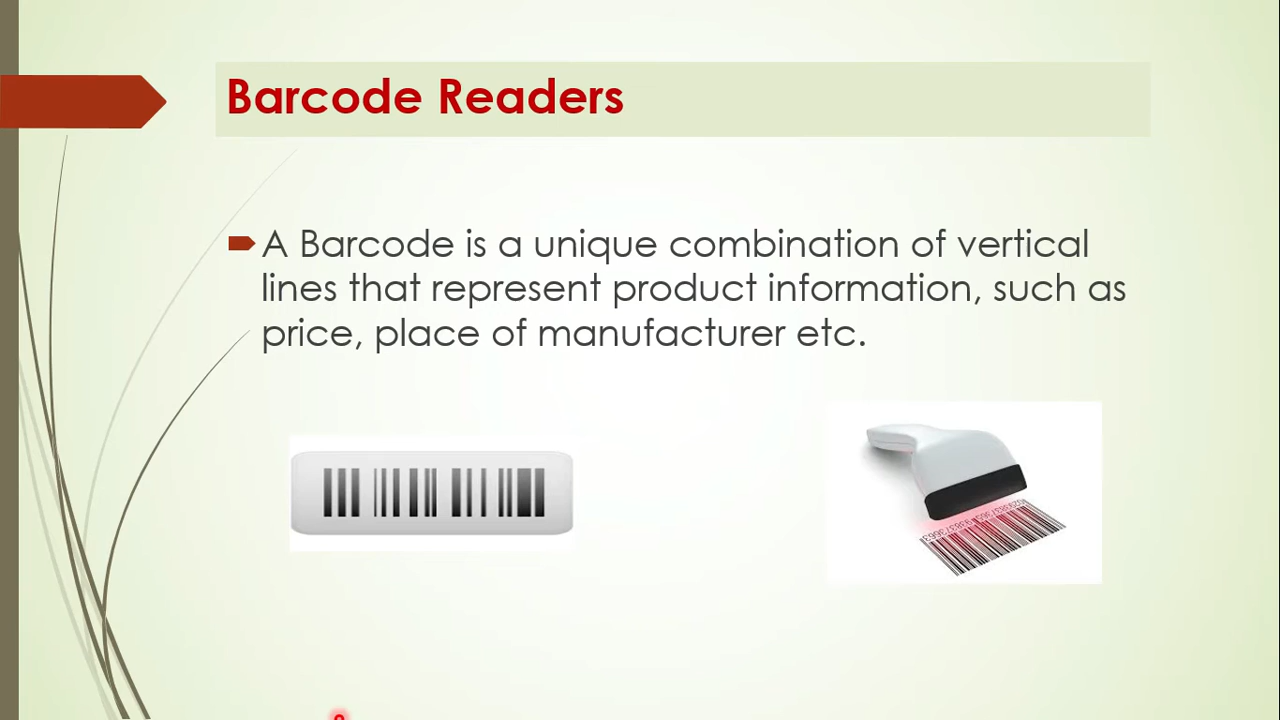 Barcode Readers
A Barcode is a unique combination of vertical
lines that represent product information, such as
price, place of manufacturer etc.